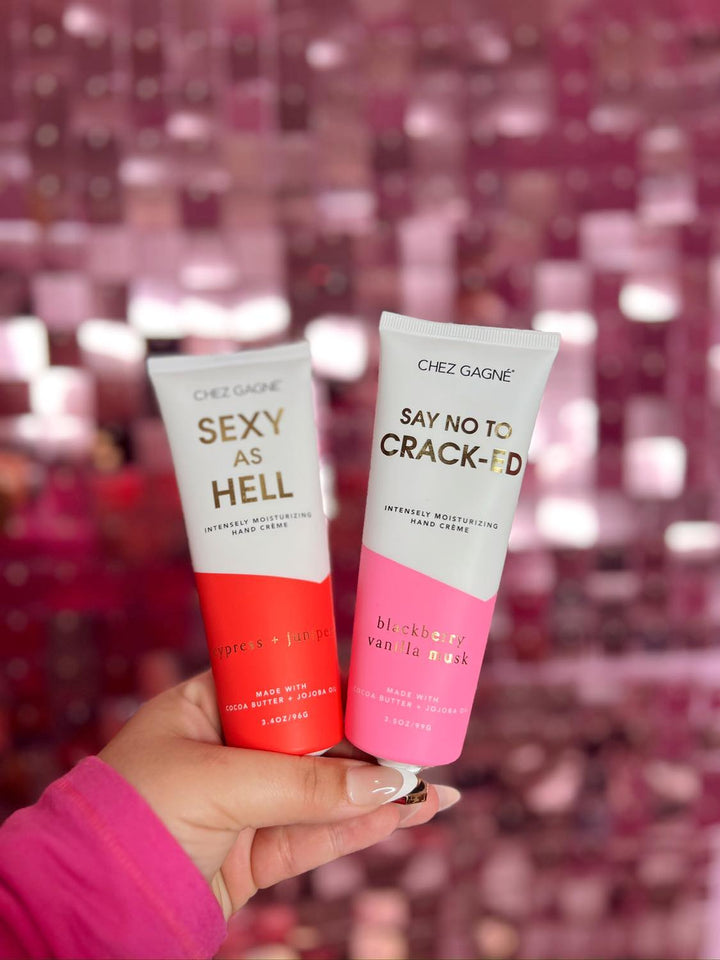 CHEZ GAGNÉ
SEXY
AS
HELL
INTENSELY MOISTURIZING
HAND CRÈME
cypress + juniper
MADE WITH
COCOA BUTTER + JOJOBA OIL
3.4OZ/96G
CHEZ GAGNÉ®
SAY NO TO
CRACK-ED
INTENSELY MOISTURIZING
HAND CRÈME
blackberry
vanilla musk
MADE WITH
COCOA BUTTER + JOJOBA OIL
3.5OZ/99G